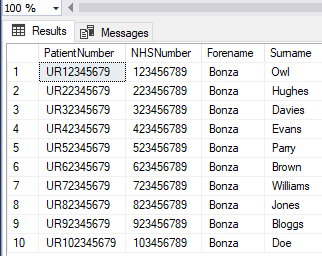 100 %
Results Messages
PatientNumber NHSNumber Forename Surname
1 UR12345679 123456789 Bonza Owl
2 UR22345679 223456789 Bonza Hughes
3 UR32345679 323456789 Bonza Davies
4 UR42345679 423456789 Bonza Evans
5 UR52345679 523456789 Bonza Parry
6 UR62345679 623456789 Bonza Brown
7 UR72345679 723456789 Bonza Williams
8 UR82345679 823456789 Bonza Jones
9 UR92345679 923456789 Bonza Bloggs
10 UR102345679 103456789 Bonza Doe